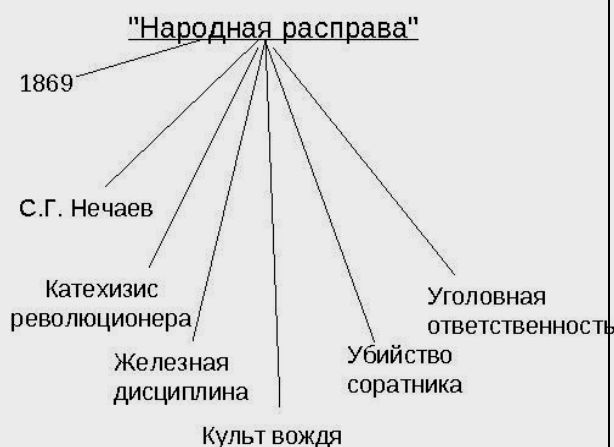 "Народная расправа"
1869
С.Г. Нечаев
Катехизис
революционера
Железная
дисциплина
Культ вождя
Убийство
соратника
Уголовная
ответственность